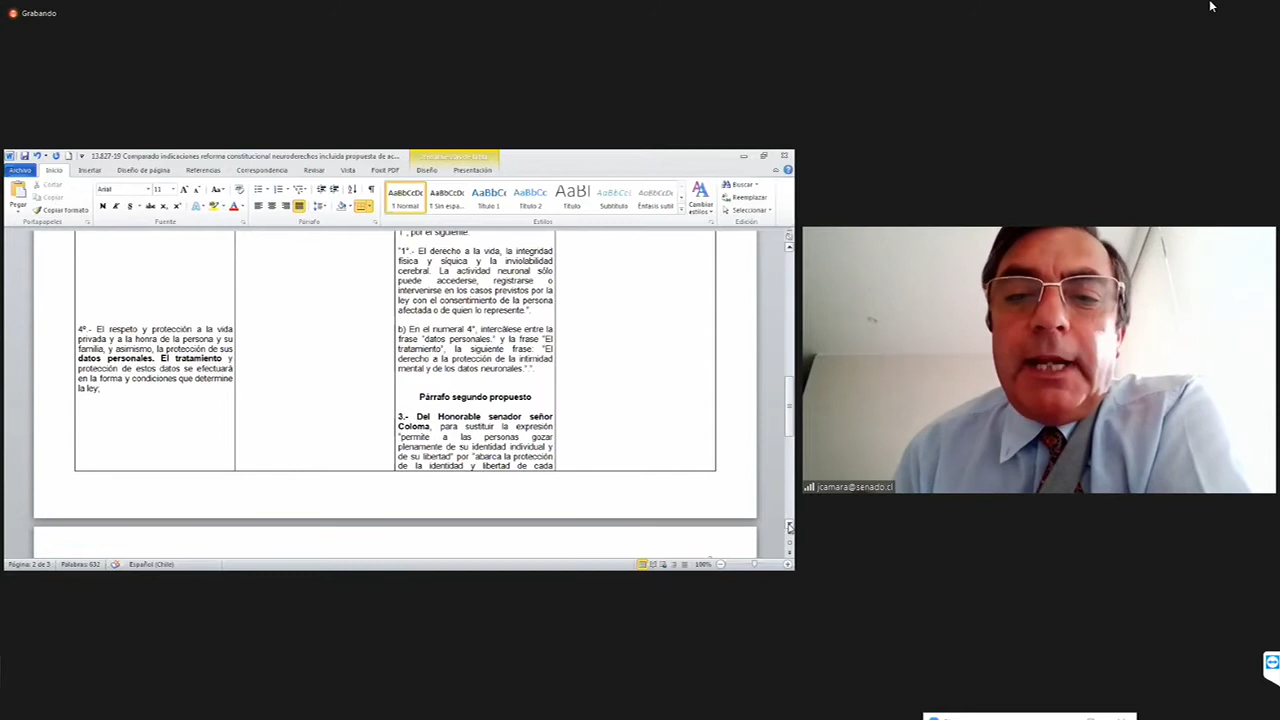 Grabando
13.827-19 Comparado indicaciones reforma constitucional neuroderechos incluida propuesta de ac...
Archivo Inicio Insertar Diseño de página Referencias Correspondencia Revisar Vista Foxit PDF Diseño Presentación
Pegar
Cortar
Copiar
Copiar formato
Portapapeles
Arial 11
N K S abc
Fuente
Párrafo
AaBbCcDc AaBbCcDc AaBbCc AaBbCc AaBl AaBbCcL AaBbCcDc
1 Normal 1 Sin espa... Título 1 Título 2 Título Subtítulo Énfasis sutil
Estilos
Cambiar
estilos
Buscar
Reemplazar
Seleccionar
Edición
4º.- El respeto y protección a la vida
privada y a la honra de la persona y su
familia, y asimismo, la protección de sus
datos personales. El tratamiento y
protección de estos datos se efectuará
en la forma y condiciones que determine
la ley;
1°, por el siguiente:
"1°.- El derecho a la vida, la integridad
física y síquica y la inviolabilidad
cerebral. La actividad neuronal sólo
puede accederse, registrarse o
intervenirse en los casos previstos por la
ley con el consentimiento de la persona
afectada o de quien lo represente.".
b) En el numeral 4°, intercálese entre la
frase "datos personales." y la frase "El
tratamiento", la siguiente frase: "El
derecho a la protección de la intimidad
mental y de los datos neuronales.".".
Párrafo segundo propuesto
3.- Del Honorable senador señor
Coloma, para sustituir la expresión
"permite a las personas gozar
plenamente de su identidad individual y
de su libertad" por "abarca la protección
de la identidad y libertad de cada
Página: 2 de 3 Palabras: 632 Español (Chile) 100%
jcamara@senado.cl